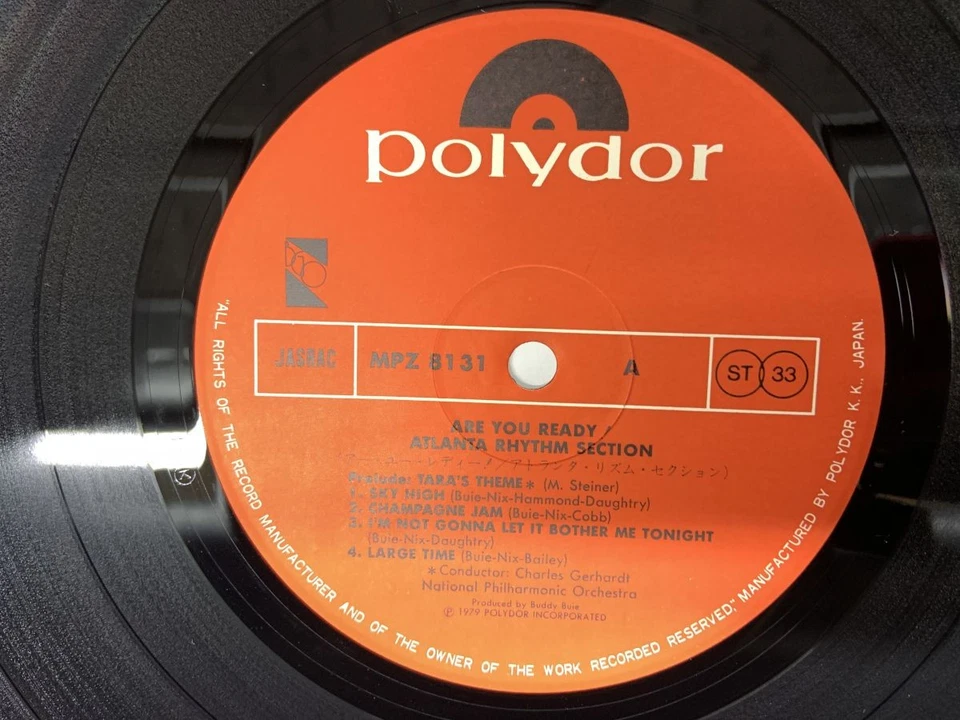 polydor
JASRAC
MPZ 8131
A
ST 33
ARE YOU READY /
ATLANTA RHYTHM SECTION
(アー・ユー・レディー/アトランタ・リズム・セクション)
Prelude: TARA'S THEME* (M. Steiner)
1. SKY HIGH (Buie-Nix-Hammond-Daughtry)
2. CHAMPAGNE JAM (Buie-Nix-Cobb)
3. I'M NOT GONNA LET IT BOTHER ME TONIGHT
(Buie-Nix-Daughtry)
4. LARGE TIME (Buie-Nix-Bailey)
*Conductor: Charles Gerhardt
National Philharmonic Orchestra
Produced by Buddy Buie
Ⓟ 1979 POLYDOR INCORPORATED
"ALL RIGHTS OF THE RECORD MANUFACTURER AND OF THE OWNER OF THE WORK RECORDED RESERVED," MANUFACTURED BY POLYDOR K.K., JAPAN.